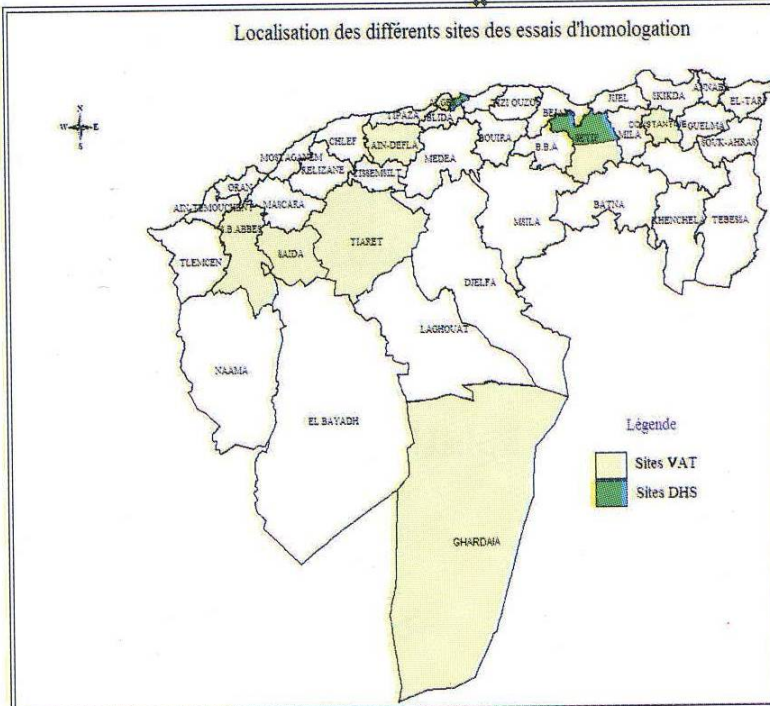 Localisation des différents sites des essais d'homologation
N
W E
S
ANNABA
SKIKDA
JIJEL
EL-TARF
TIZI OUZOU
TIPAZA
BLIDA
CONSTANTINE
GUELMA
MILA
SETIF
BOUIRA
B.B.A
SOUK-AHRAS
CHLEF
AIN-DEFLA
MEDEA
MOSTAGANEM
RELIZANE
TISSEMSILT
ORAN
MASCARA
AIN-TEMOUCHENT
S.B.ABBES
BATNA
MSILA
KHENCHELA
TEBESSA
TIARET
SAIDA
TLEMCEN
DJELFA
LAGHOUAT
NAAMA
EL BAYADH
GHARDAIA
Légende
Sites VAT
Sites DHS